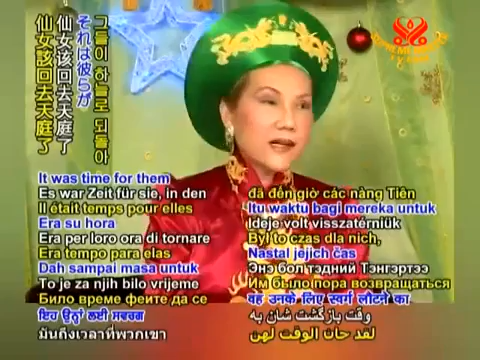 그들이 하늘로 되돌아
それは彼らが
仙女該回去天庭了
仙女该回去天庭了
SUPREME MASTER
TV
It was time for them
Es war Zeit für sie, in den
Il était temps pour elles
Era su hora
Era per loro ora di tornare
Era tempo para elas
Dah sampai masa untuk
To je za njih bilo vrijeme
Било време феите да се
ਇਹ ਉਨ੍ਹਾਂ ਲਈ ਸਵਰਗ
มันถึงเวลาที่พวกเขา
đã đến giờ các nàng Tiên
Itu waktu bagi mereka untuk
Ideje volt visszatérniük
Był to czas dla nich,
Nastal jejich čas
Энэ бол тэдний Тэнгэртээ
Им было пора возвращаться
वह उनके लिए स्वर्ग लौटने का
وقت بازگشت شان به
لقد حان الوقت لهن